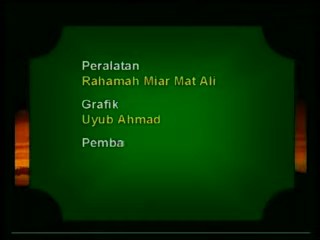 Peralatan
Rahamah Miar Mat Ali
Grafik
Uyub Ahmad
Pemba